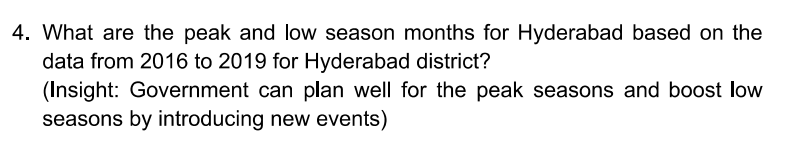 4. What are the peak and low season months for Hyderabad based on the
data from 2016 to 2019 for Hyderabad district?
(Insight: Government can plan well for the peak seasons and boost low
seasons by introducing new events)